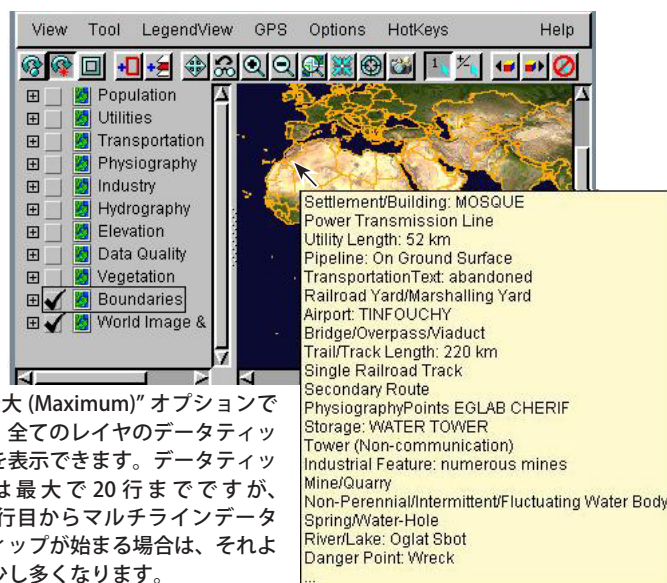 View Tool LegendView GPS Options HotKeys Help
Population
Utilities
Transportation
Physiography
Industry
Hydrography
Elevation
Data Quality
Vegetation
Boundaries
World Image &
Settlement/Building: MOSQUE
Power Transmission Line
Utility Length: 52 km
Pipeline: On Ground Surface
TransportationText: abandoned
Railroad Yard/Marshalling Yard
Airport: TINFOUCHY
Bridge/Overpass/Viaduct
Trail/Track Length: 220 km
Single Railroad Track
Secondary Route
PhysiographyPoints EGLAB CHERIF
Storage: WATER TOWER
Tower (Non-communication)
Industrial Feature: numerous mines
Mine/Quarry
Non-Perennial/Intermittent/Fluctuating Water Body
Spring/Water-Hole
River/Lake: Oglat Sbot
Danger Point: Wreck
...
大 (Maximum)” オプションで
全てのレイヤのデータティッ
を表示できます。データティッ
は最大で 20 行までですが、
行目からマルチラインデータ
ィップが始まる場合は、それよ
少し多くなります。